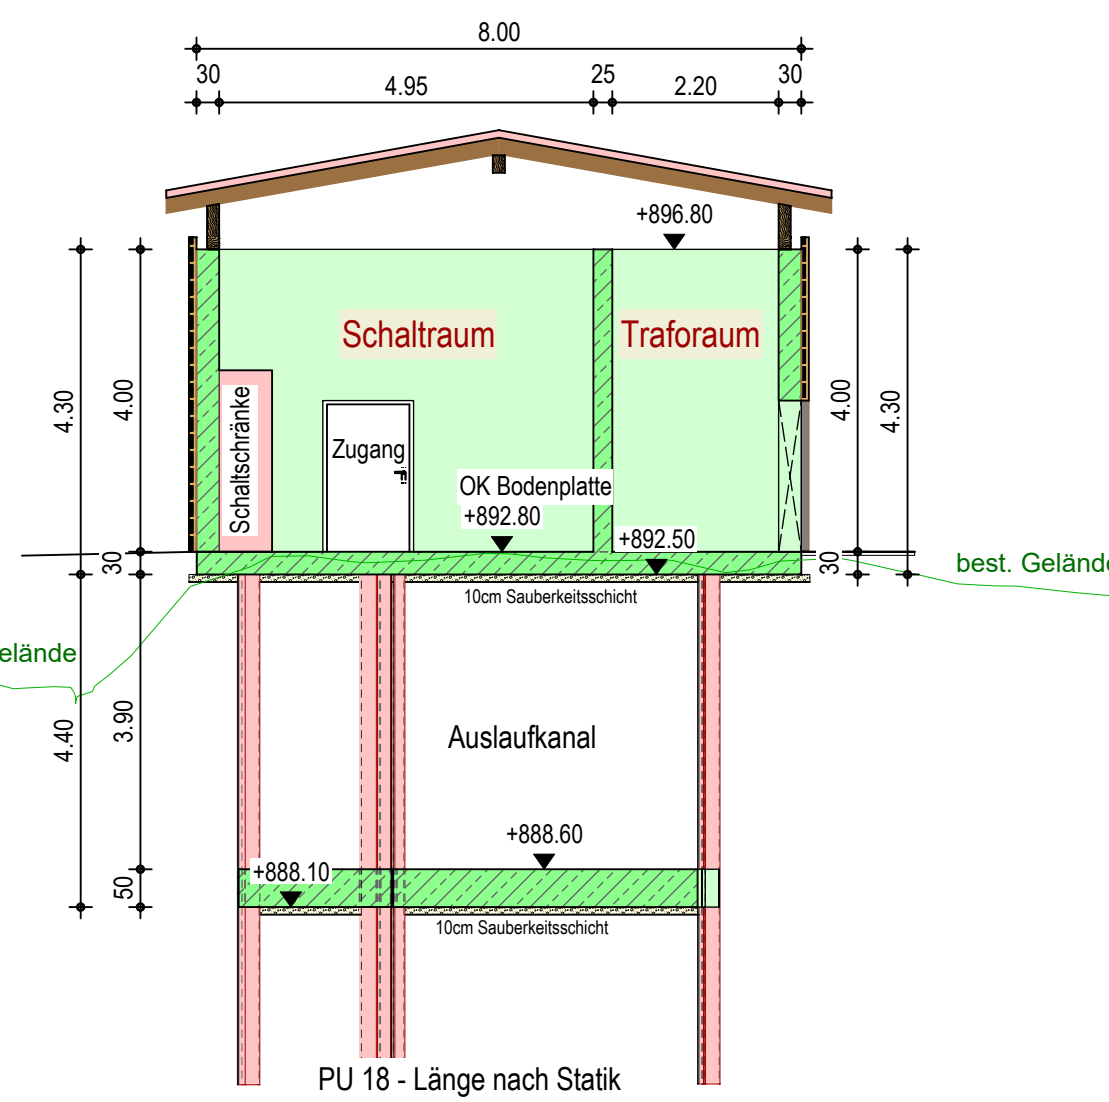 8.00
30
4.95
25
2.20
30
+896.80
Schaltraum
Traforaum
4.30
4.00
4.00
4.30
Schaltschränke
Zugang
OK Bodenplatte
+892.80
+892.50
30
30
best. Gelände
10cm Sauberkeitsschicht
elände
4.40
3.90
Auslaufkanal
+888.60
+888.10
50
10cm Sauberkeitsschicht
PU 18 - Länge nach Statik